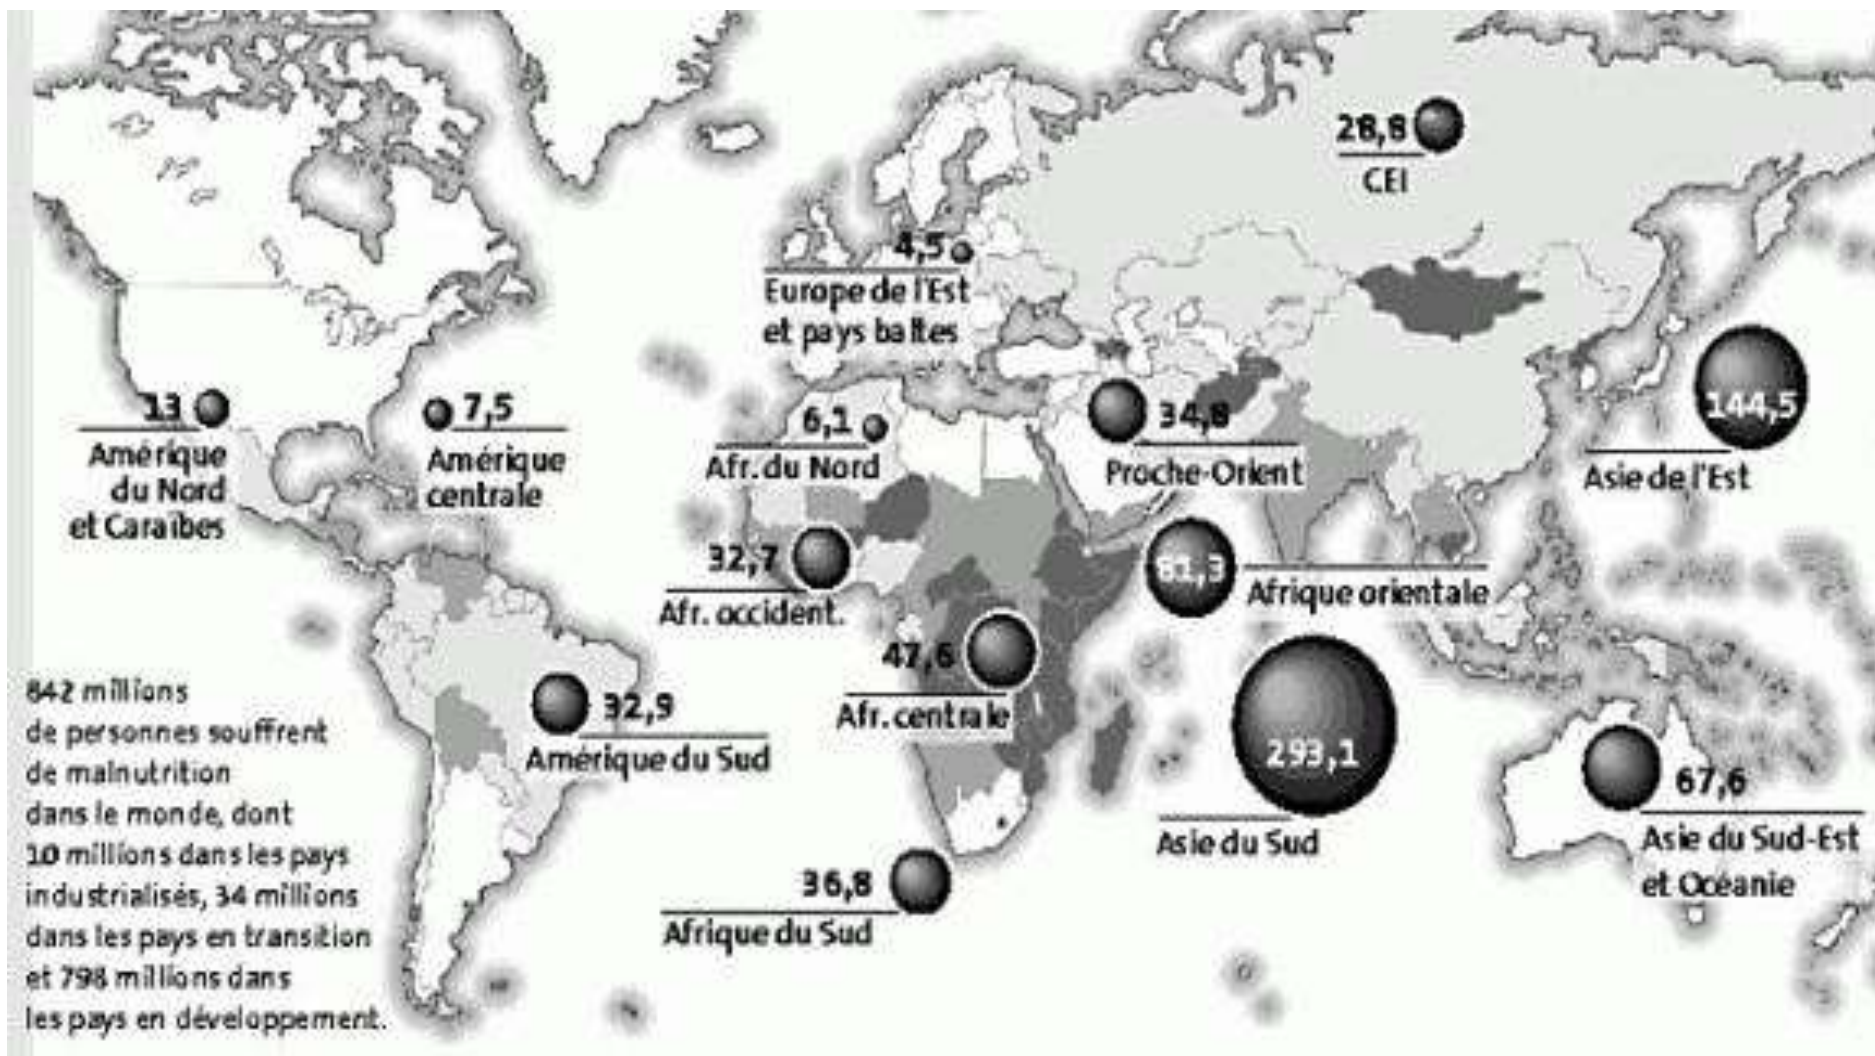 28,8
CEI
4,5
Europe de l'Est
et pays baltes
13
Amérique
du Nord
et Caraïbes
7,5
Amérique
centrale
6,1
Afr. du Nord
34,8
Proche-Orient
144,5
Asie de l'Est
32,7
Afr. occident.
81,3
Afrique orientale
47,6
Afr. centrale
32,9
Amérique du Sud
293,1
Asie du Sud
67,6
Asie du Sud-Est
et Océanie
36,8
Afrique du Sud
842 millions
de personnes souffrent
de malnutrition
dans le monde, dont
10 millions dans les pays
industrialisés, 34 millions
dans les pays en transition
et 798 millions dans
les pays en développement.